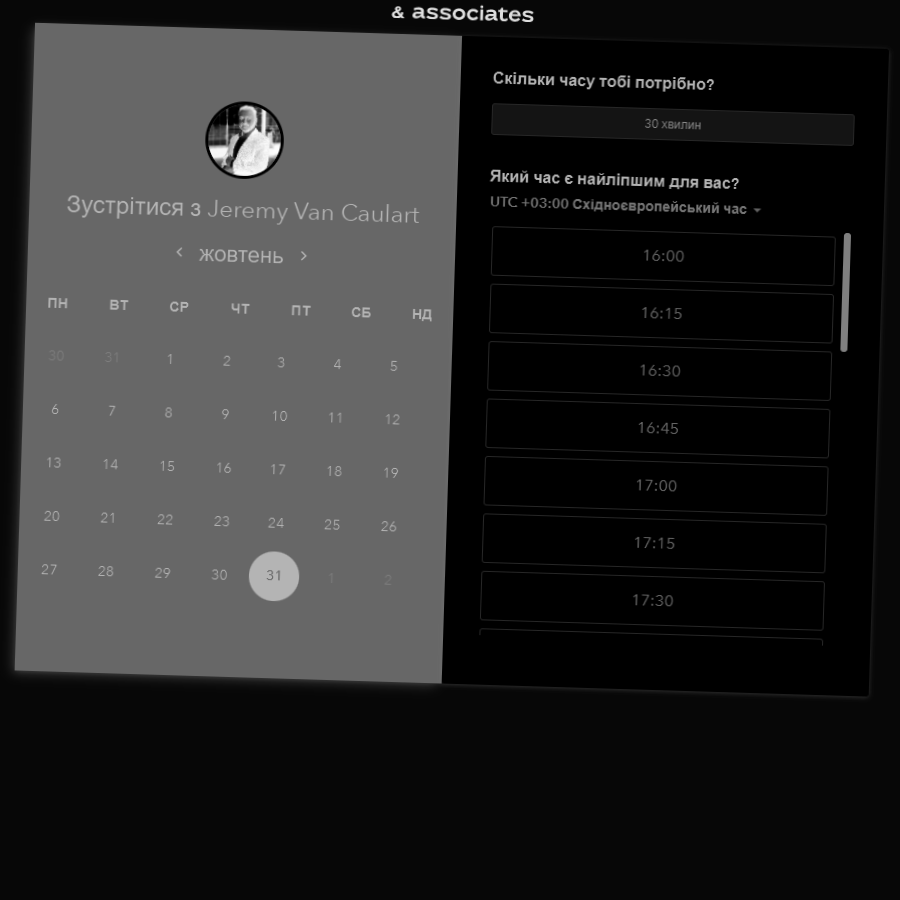 & associates
Зустрітися з Jeremy Van Caulart
жовтень
ПН ВТ СР ЧТ ПТ СБ НД
30 31 1 2 3 4 5
6 7 8 9 10 11 12
13 14 15 16 17 18 19
20 21 22 23 24 25 26
27 28 29 30 31 1 2
Скільки часу тобі потрібно?
30 хвилин
Який час є найліпшим для вас?
UTC +03:00 Східноєвропейський час
16:00
16:15
16:30
16:45
17:00
17:15
17:30